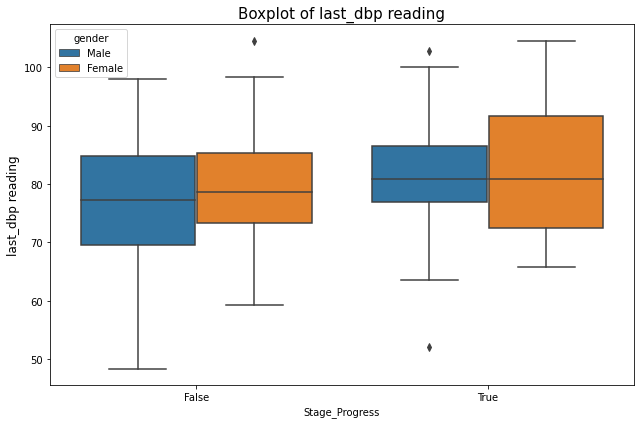 Boxplot of last_dbp reading
gender
Male
Female
last_dbp reading
100
90
80
70
60
50
False
True
Stage_Progress